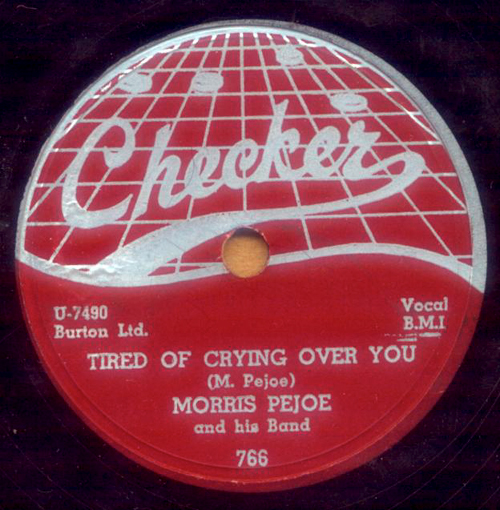 Checker
U-7490
Burton Ltd.
Vocal
B.M.I
TIRED OF CRYING OVER YOU
(M. Pejoe)
MORRIS PEJOE
and his Band
766